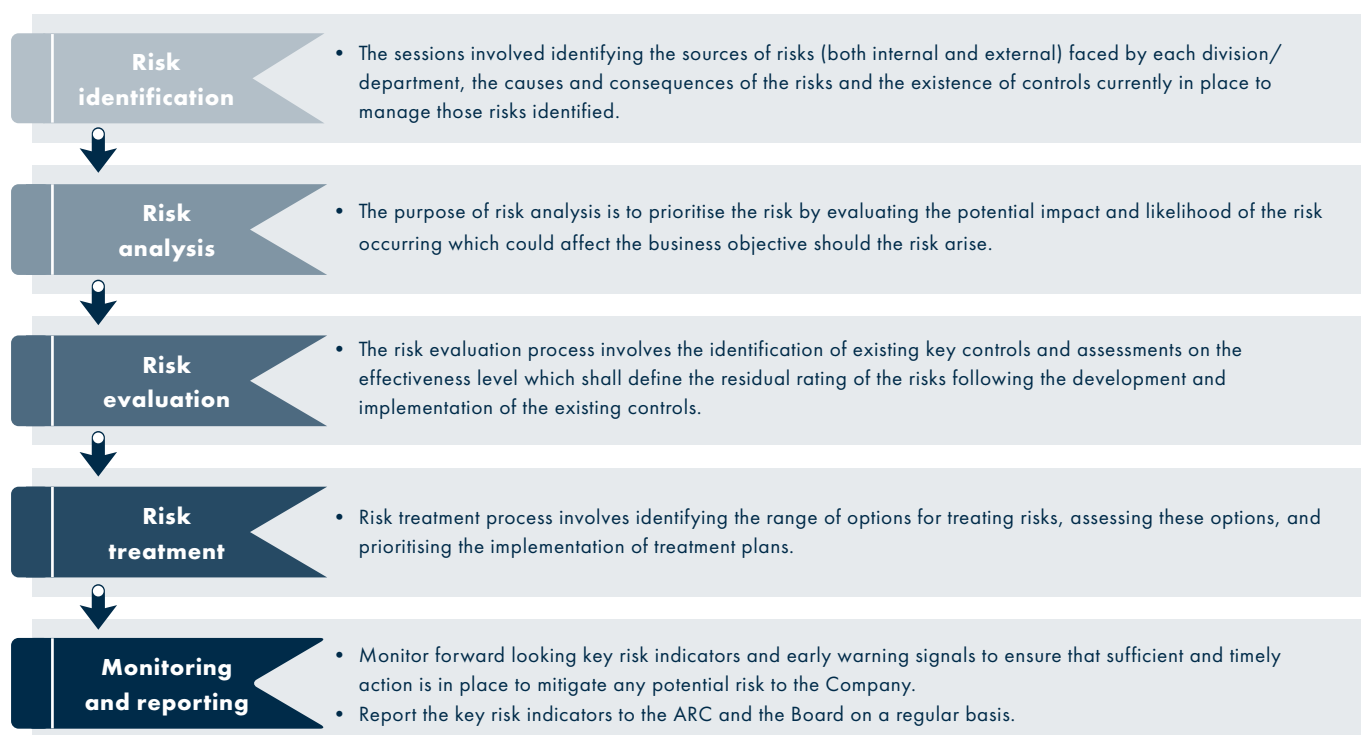 Risk
identification
• The sessions involved identifying the sources of risks (both internal and external) faced by each division/
department, the causes and consequences of the risks and the existence of controls currently in place to
manage those risks identified.
Risk
analysis
• The purpose of risk analysis is to prioritise the risk by evaluating the potential impact and likelihood of the risk
occurring which could affect the business objective should the risk arise.
Risk
evaluation
• The risk evaluation process involves the identification of existing key controls and assessments on the
effectiveness level which shall define the residual rating of the risks following the development and
implementation of the existing controls.
Risk
treatment
• Risk treatment process involves identifying the range of options for treating risks, assessing these options, and
prioritising the implementation of treatment plans.
Monitoring
and reporting
• Monitor forward looking key risk indicators and early warning signals to ensure that sufficient and timely
action is in place to mitigate any potential risk to the Company.
• Report the key risk indicators to the ARC and the Board on a regular basis.